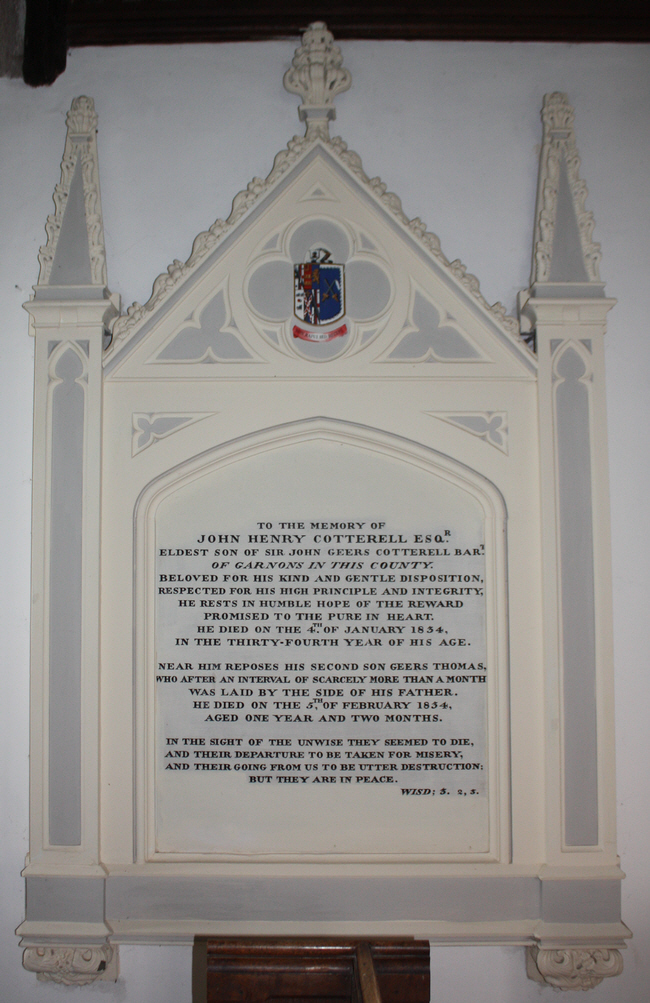 TO THE MEMORY OF
JOHN HENRY COTTERELL ESQ.R
ELDEST SON OF SIR JOHN GEERS COTTERELL BAR.T
OF GARNONS IN THIS COUNTY.
BELOVED FOR HIS KIND AND GENTLE DISPOSITION,
RESPECTED FOR HIS HIGH PRINCIPLE AND INTEGRITY,
HE RESTS IN HUMBLE HOPE OF THE REWARD
PROMISED TO THE PURE IN HEART.
HE DIED ON THE 4TH OF JANUARY 1834,
IN THE THIRTY-FOURTH YEAR OF HIS AGE.
NEAR HIM REPOSES HIS SECOND SON GEERS THOMAS,
WHO AFTER AN INTERVAL OF SCARCELY MORE THAN A MONTH
WAS LAID BY THE SIDE OF HIS FATHER.
HE DIED ON THE 5TH OF FEBRUARY 1834,
AGED ONE YEAR AND TWO MONTHS.
IN THE SIGHT OF THE UNWISE THEY SEEMED TO DIE,
AND THEIR DEPARTURE TO BE TAKEN FOR MISERY,
AND THEIR GOING FROM US TO BE UTTER DESTRUCTION:
BUT THEY ARE IN PEACE.
WISD; 3. 2, 3.